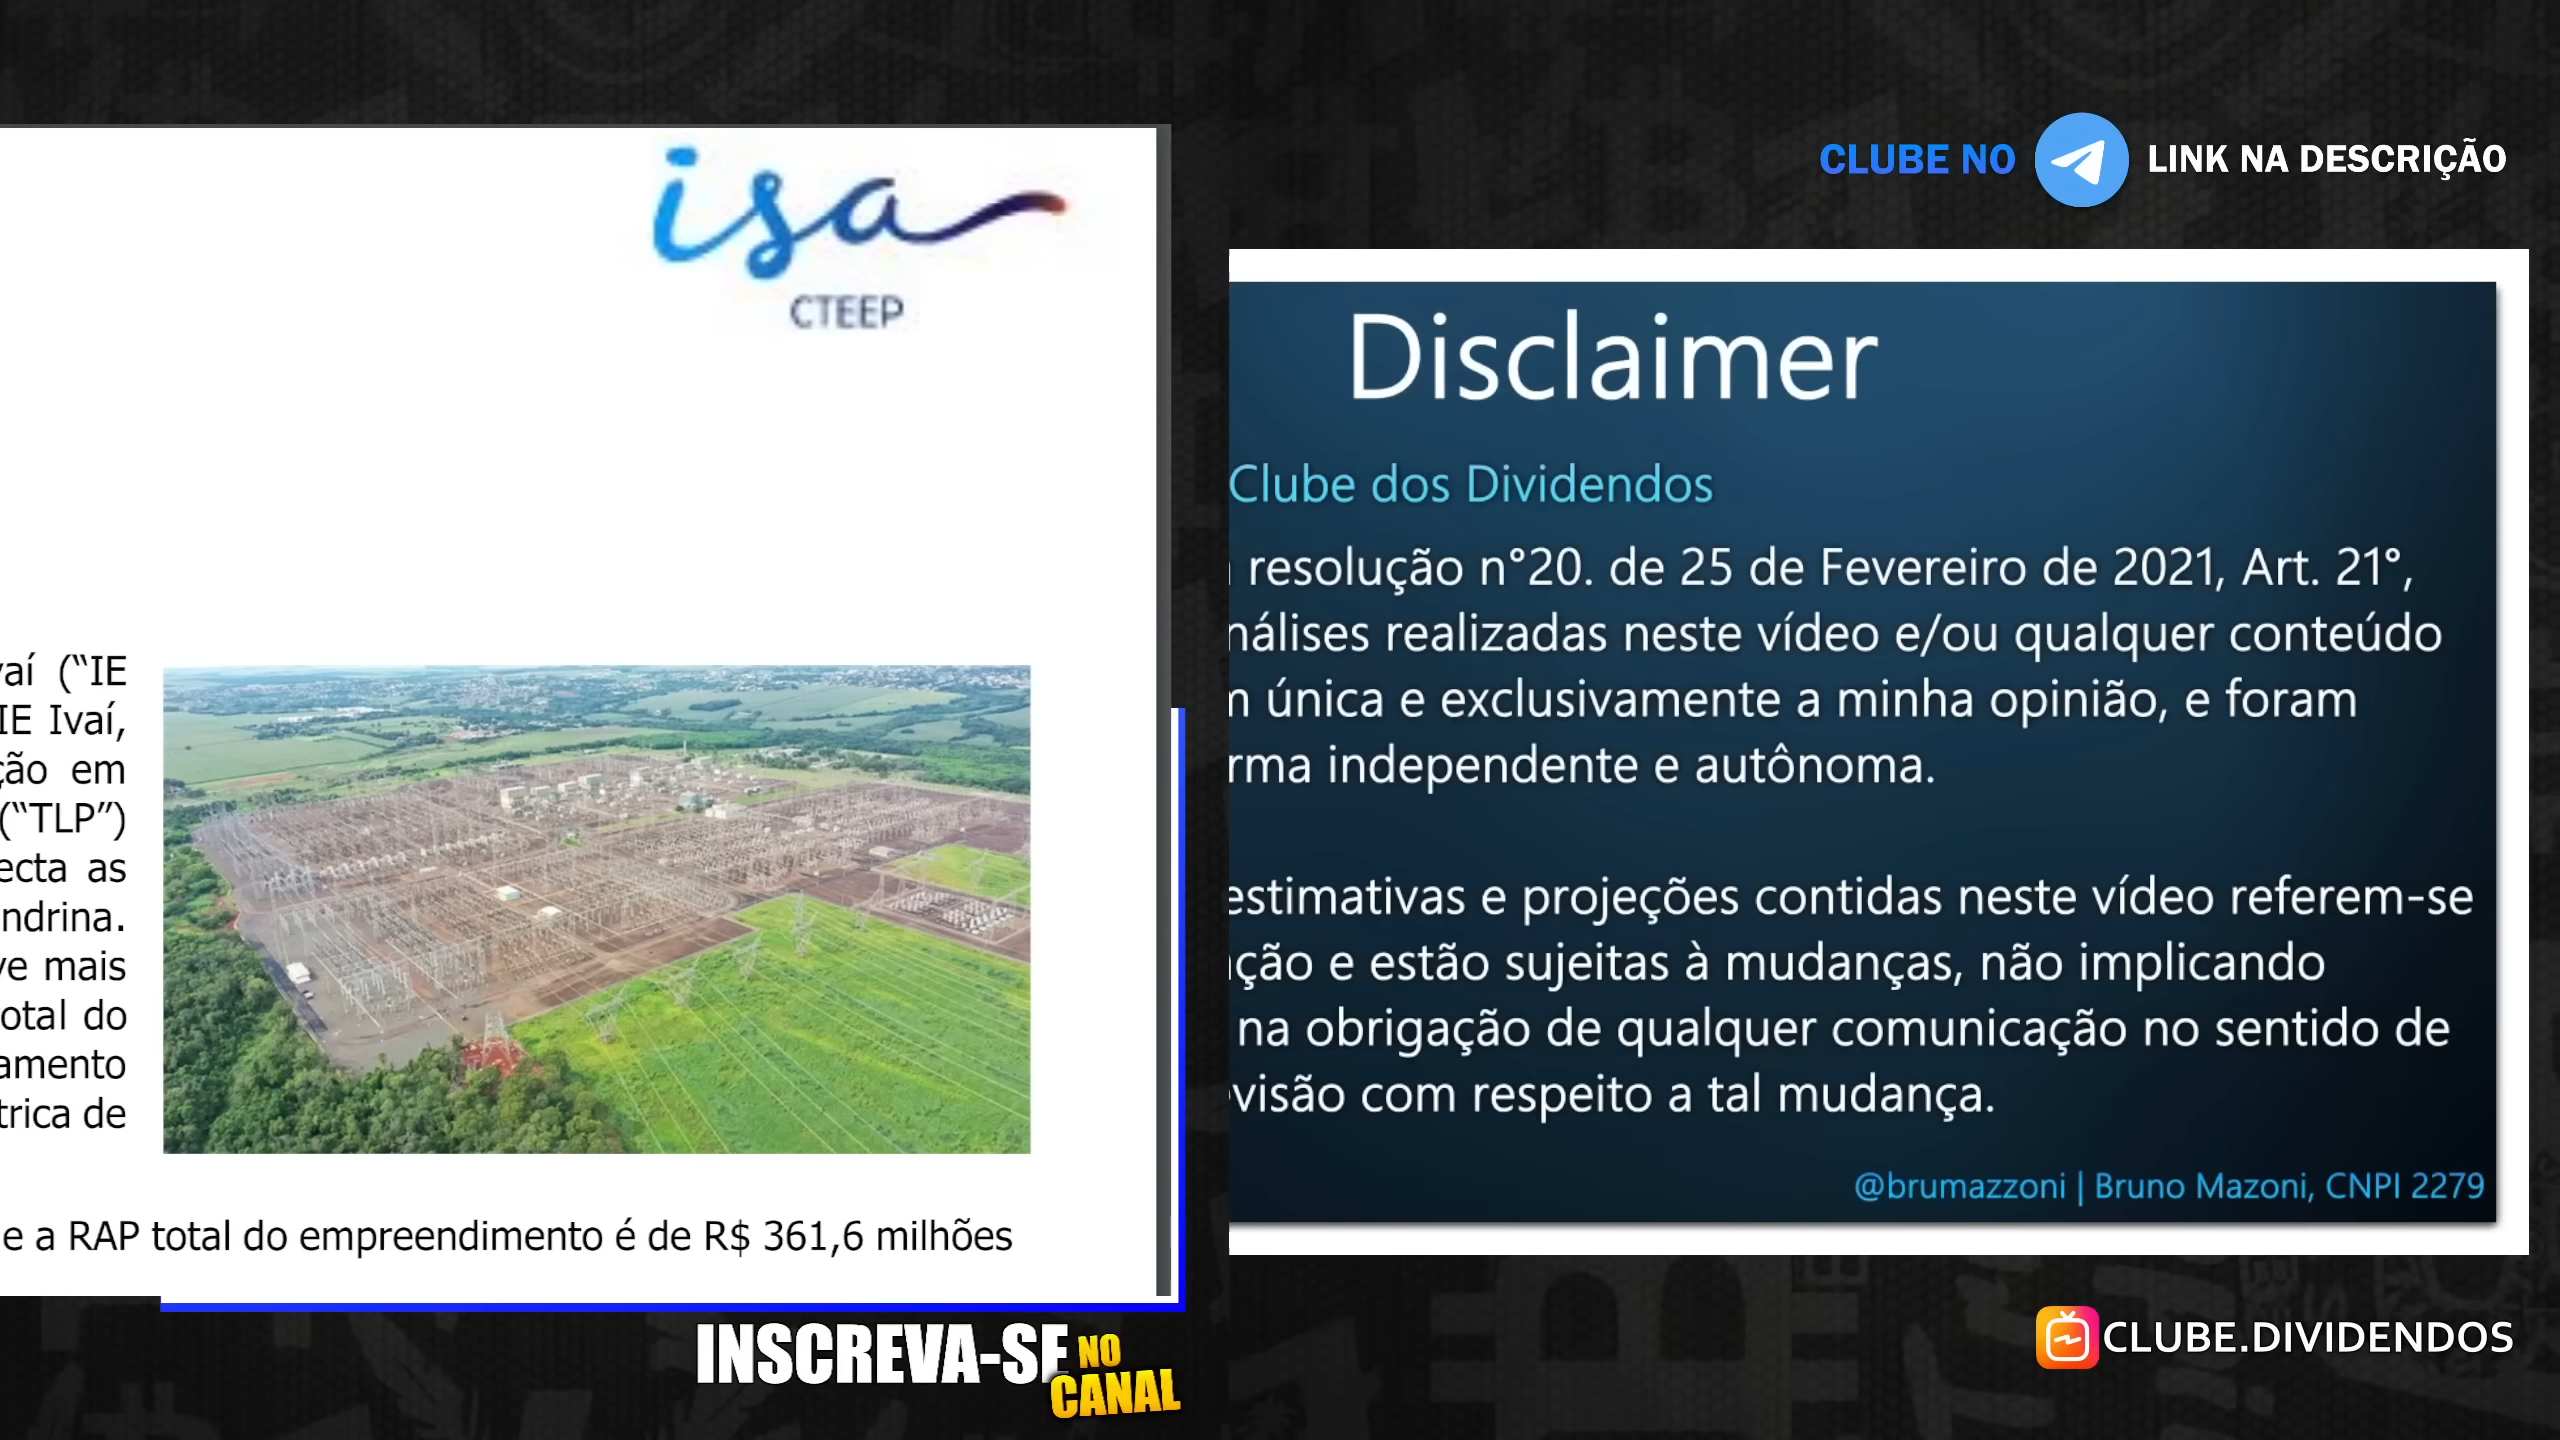 isa
CTEEP
vaí (“IE
IE Ivaí,
ção em
(“TLP”)
ecta as
ndrina.
ve mais
otal do
amento
trica de
e a RAP total do empreendimento é de R$ 361,6 milhões
INSCREVA-SE NO
CANAL
CLUBE NO LINK NA DESCRIÇÃO
Disclaimer
Clube dos Dividendos
resolução n°20. de 25 de Fevereiro de 2021, Art. 21°,
nálises realizadas neste vídeo e/ou qualquer conteúdo
m única e exclusivamente a minha opinião, e foram
rma independente e autônoma.
estimativas e projeções contidas neste vídeo referem-se
ção e estão sujeitas à mudanças, não implicando
na obrigação de qualquer comunicação no sentido de
visão com respeito a tal mudança.
@brumazzoni | Bruno Mazoni, CNPI 2279
CLUBE.DIVIDENDOS